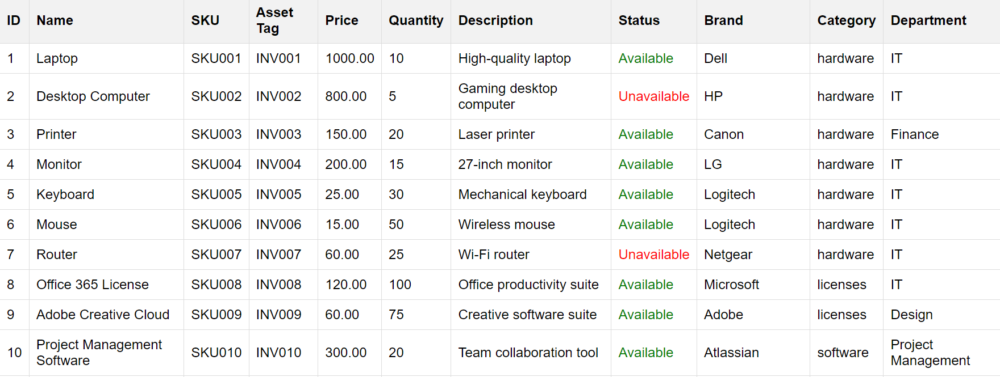 ID Name SKU Asset Tag Price Quantity Description Status Brand Category Department
1 Laptop SKU001 INV001 1000.00 10 High-quality laptop Available Dell hardware IT
2 Desktop Computer SKU002 INV002 800.00 5 Gaming desktop computer Unavailable HP hardware IT
3 Printer SKU003 INV003 150.00 20 Laser printer Available Canon hardware Finance
4 Monitor SKU004 INV004 200.00 15 27-inch monitor Available LG hardware IT
5 Keyboard SKU005 INV005 25.00 30 Mechanical keyboard Available Logitech hardware IT
6 Mouse SKU006 INV006 15.00 50 Wireless mouse Available Logitech hardware IT
7 Router SKU007 INV007 60.00 25 Wi-Fi router Unavailable Netgear hardware IT
8 Office 365 License SKU008 INV008 120.00 100 Office productivity suite Available Microsoft licenses IT
9 Adobe Creative Cloud SKU009 INV009 60.00 75 Creative software suite Available Adobe licenses Design
10 Project Management Software SKU010 INV010 300.00 20 Team collaboration tool Available Atlassian software Project Management